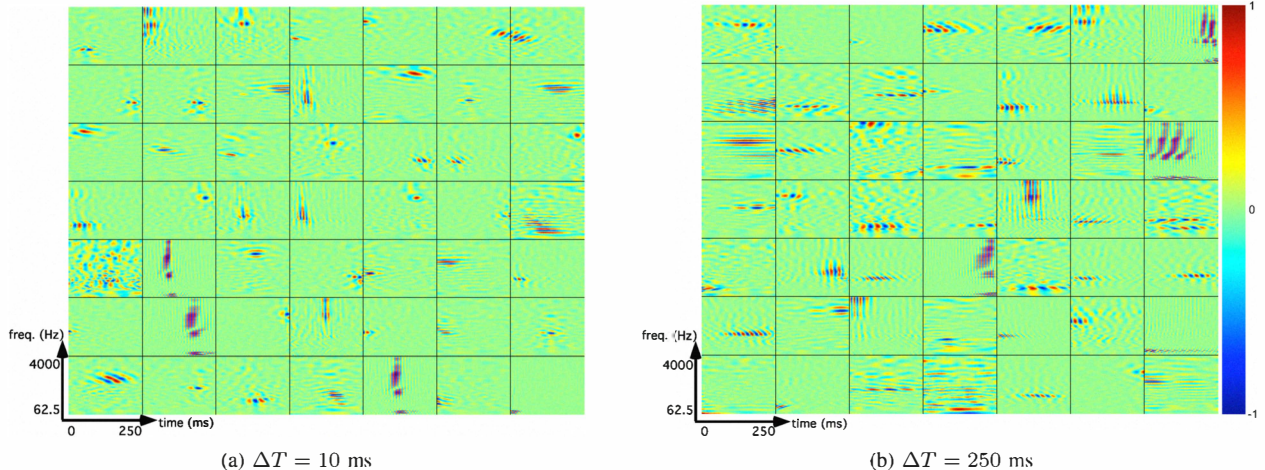 1
0
-1
freq. (Hz)
4000
62.5
0
250
time (ms)
freq. (Hz)
4000
62.5
0
250
time (ms)
(a) ΔT = 10 ms
(b) ΔT = 250 ms